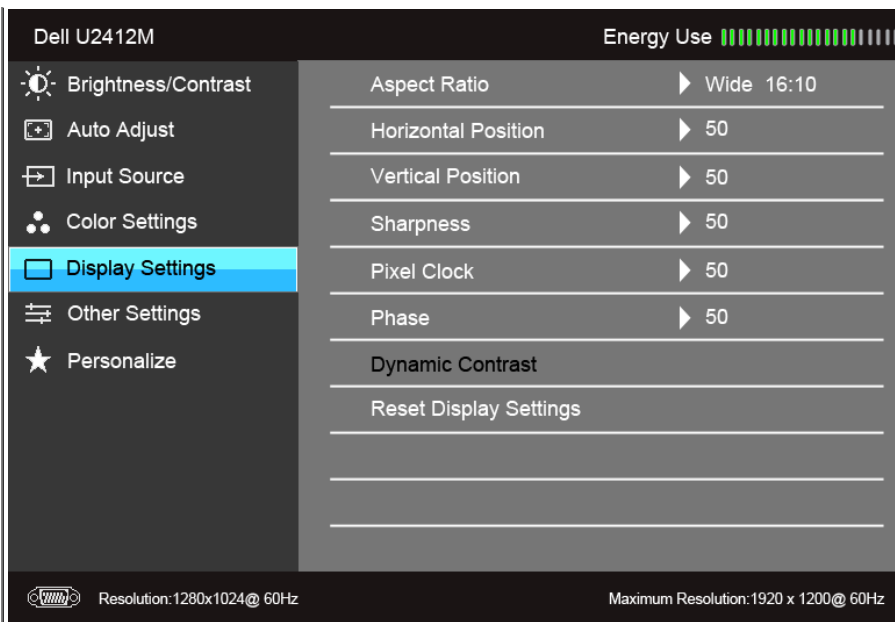 Dell U2412M Energy Use
Brightness/Contrast
Auto Adjust
Input Source
Color Settings
Display Settings
Other Settings
Personalize
Aspect Ratio Wide 16:10
Horizontal Position 50
Vertical Position 50
Sharpness 50
Pixel Clock 50
Phase 50
Dynamic Contrast
Reset Display Settings
Resolution:1280x1024@ 60Hz Maximum Resolution:1920 x 1200@ 60Hz